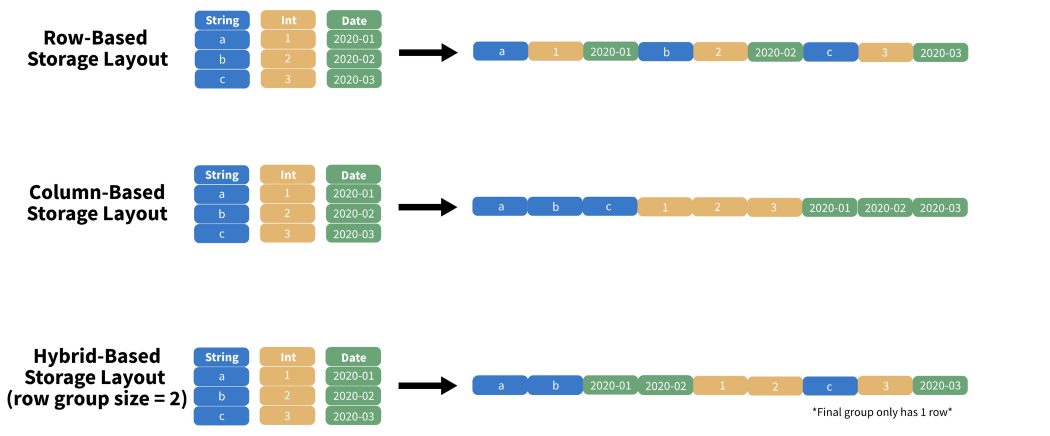 Row-Based
Storage Layout
String Int Date
a 1 2020-01
b 2 2020-02
c 3 2020-03
a 1 2020-01 b 2 2020-02 c 3 2020-03
Column-Based
Storage Layout
String Int Date
a 1 2020-01
b 2 2020-02
c 3 2020-03
a b c 1 2 3 2020-01 2020-02 2020-03
Hybrid-Based
Storage Layout
(row group size = 2)
String Int Date
a 1 2020-01
b 2 2020-02
c 3 2020-03
a b 2020-01 2020-02 1 2 c 3 2020-03
*Final group only has 1 row*